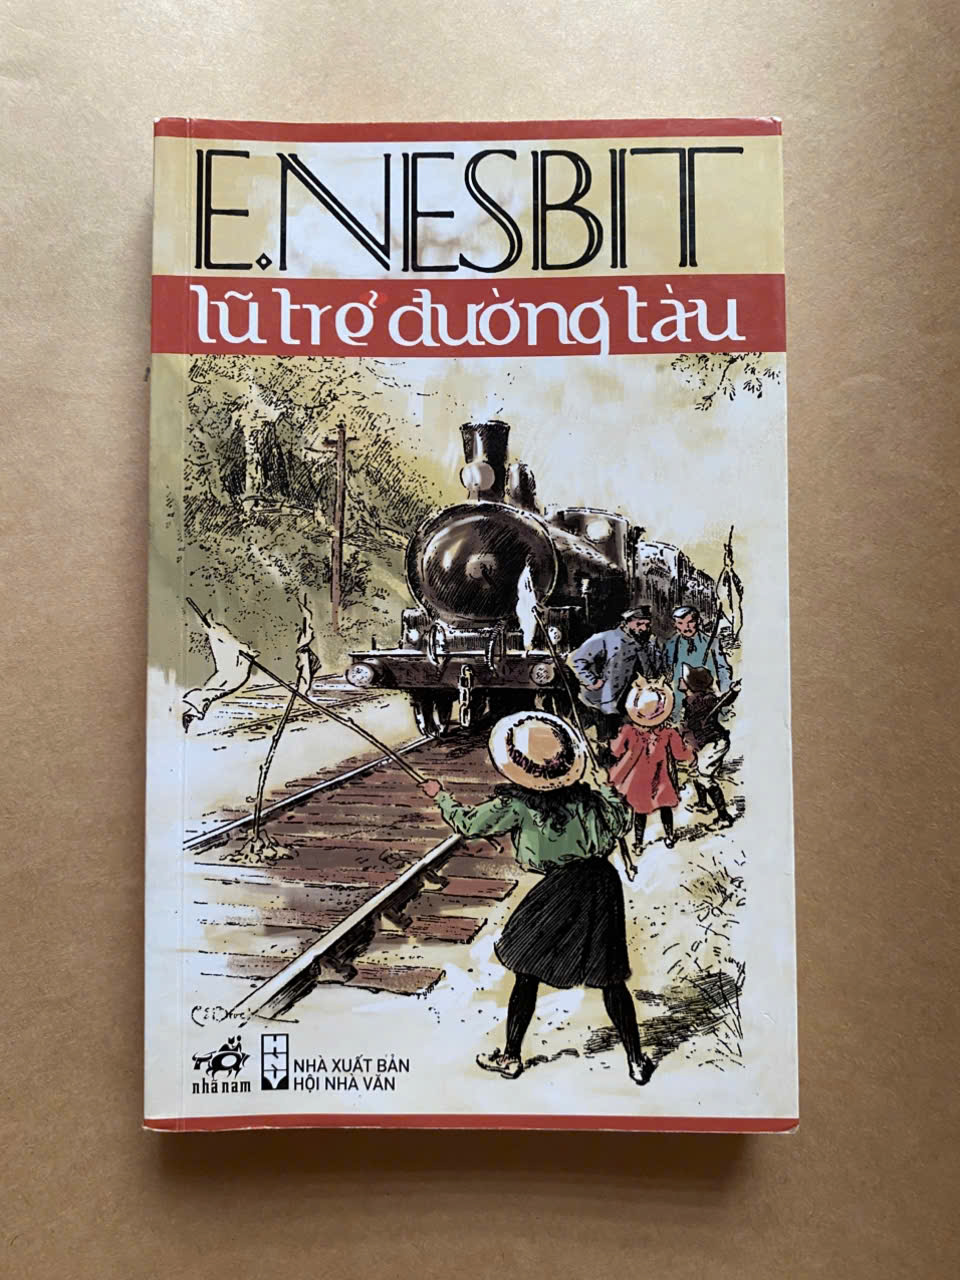 E.NESBIT
lũ trẻ đường tàu
nhã nam
NHÀ XUẤT BẢN
HỘI NHÀ VĂN